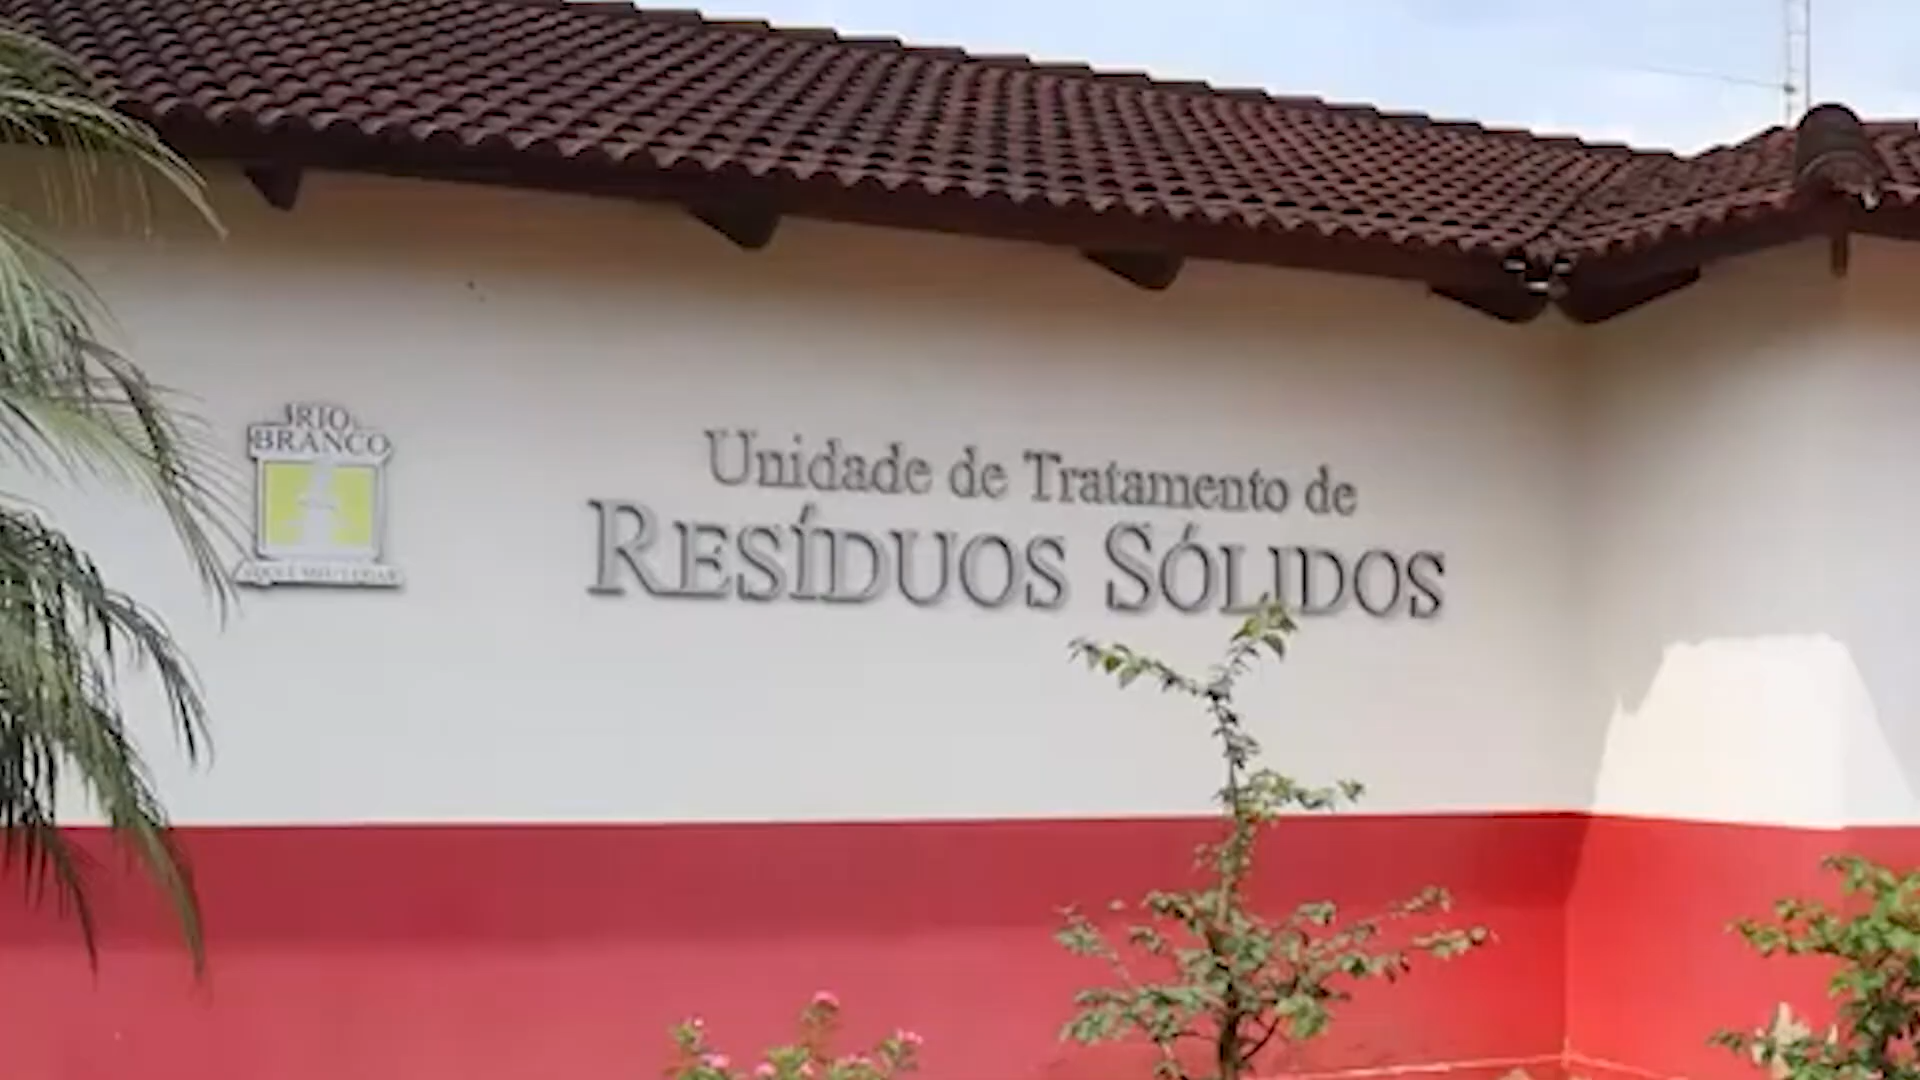 RIO
BRANCO
Unidade de Tratamento de
RESÍDUOS SÓLIDOS